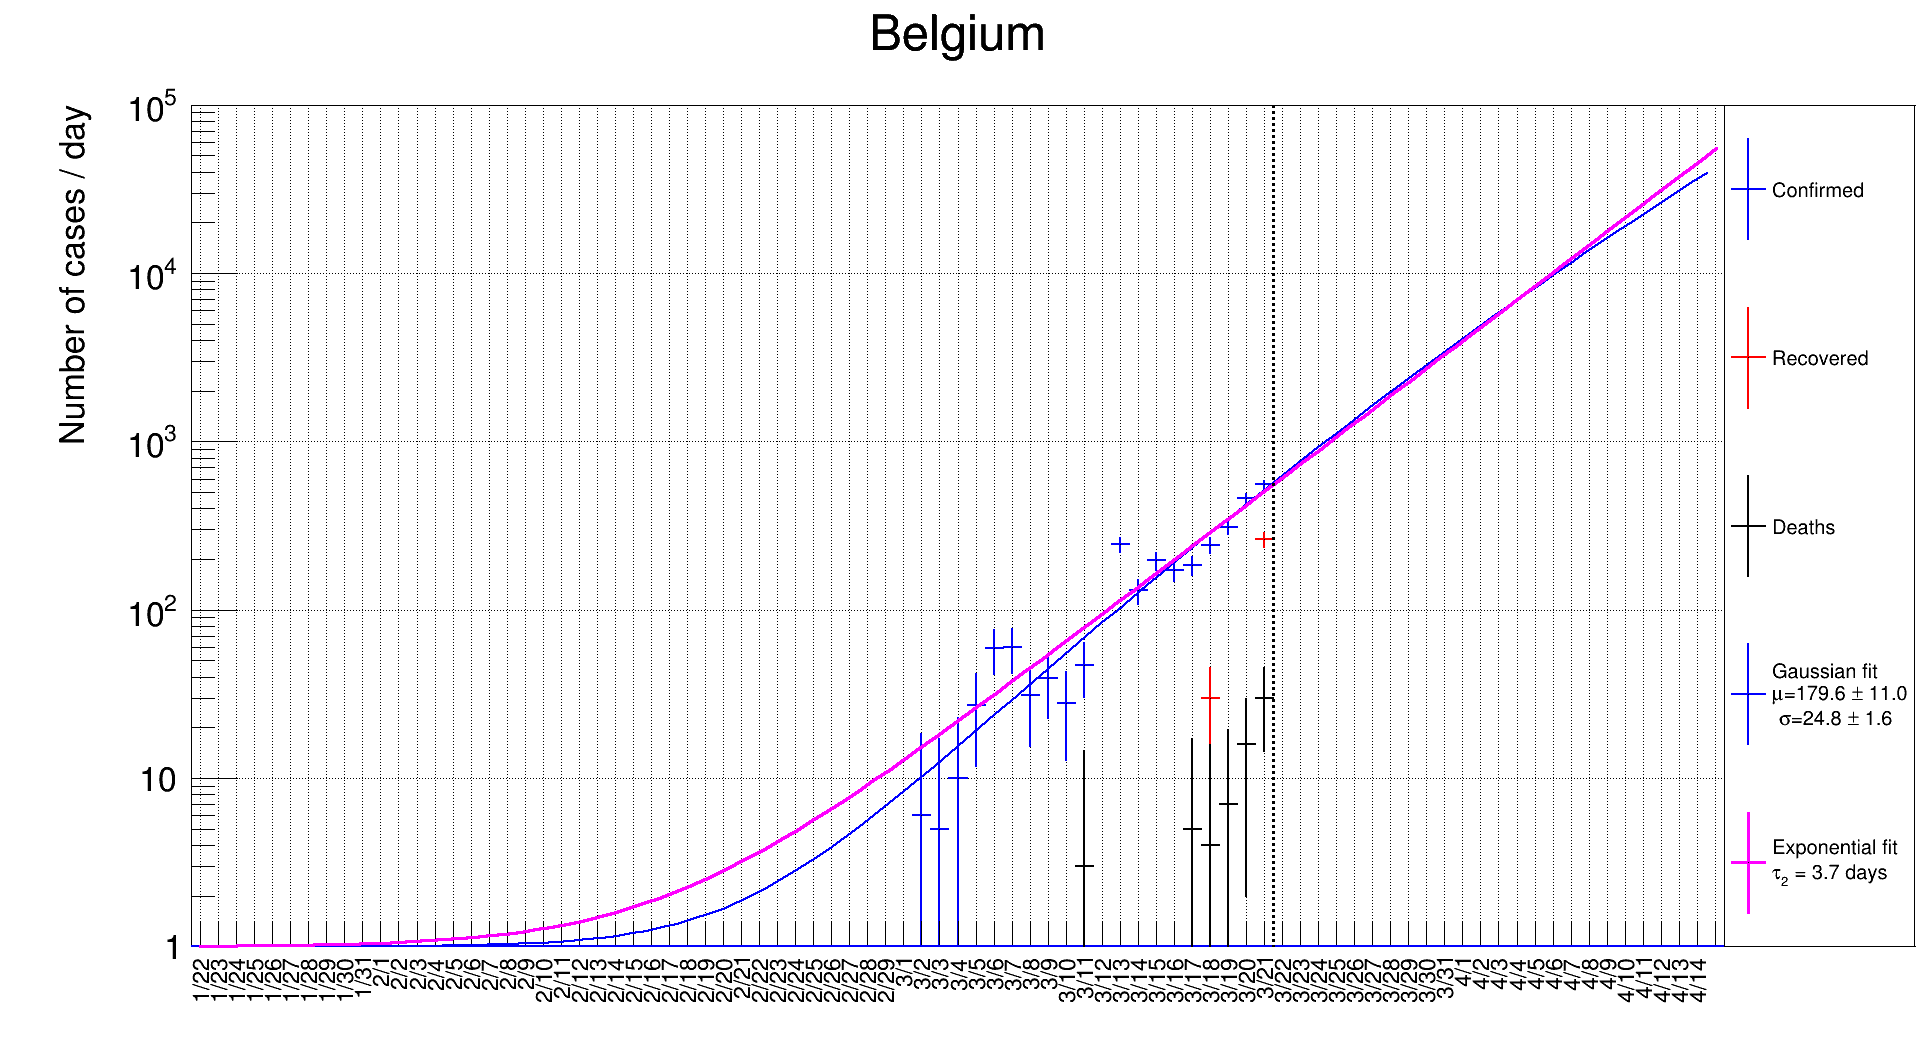 Belgium
Number of cases / day
10^5
10^4
10^3
10^2
10
1
1/22 1/23 1/24 1/25 1/26 1/27 1/28 1/29 1/30 1/31 2/1 2/2 2/3 2/4 2/5 2/6 2/7 2/8 2/9 2/10 2/11 2/12 2/13 2/14 2/15 2/16 2/17 2/18 2/19 2/20 2/21 2/22 2/23 2/24 2/25 2/26 2/27 2/28 2/29 3/1 3/2 3/3 3/4 3/5 3/6 3/7 3/8 3/9 3/10 3/11 3/12 3/13 3/14 3/15 3/16 3/17 3/18 3/19 3/20 3/21 3/22 3/23 3/24 3/25 3/26 3/27 3/28 3/29 3/30 3/31 4/1 4/2 4/3 4/4 4/5 4/6 4/7 4/8 4/9 4/10 4/11 4/12 4/13 4/14
Confirmed
Recovered
Deaths
Gaussian fit
μ=179.6 ± 11.0
σ=24.8 ± 1.6
Exponential fit
τ2 = 3.7 days